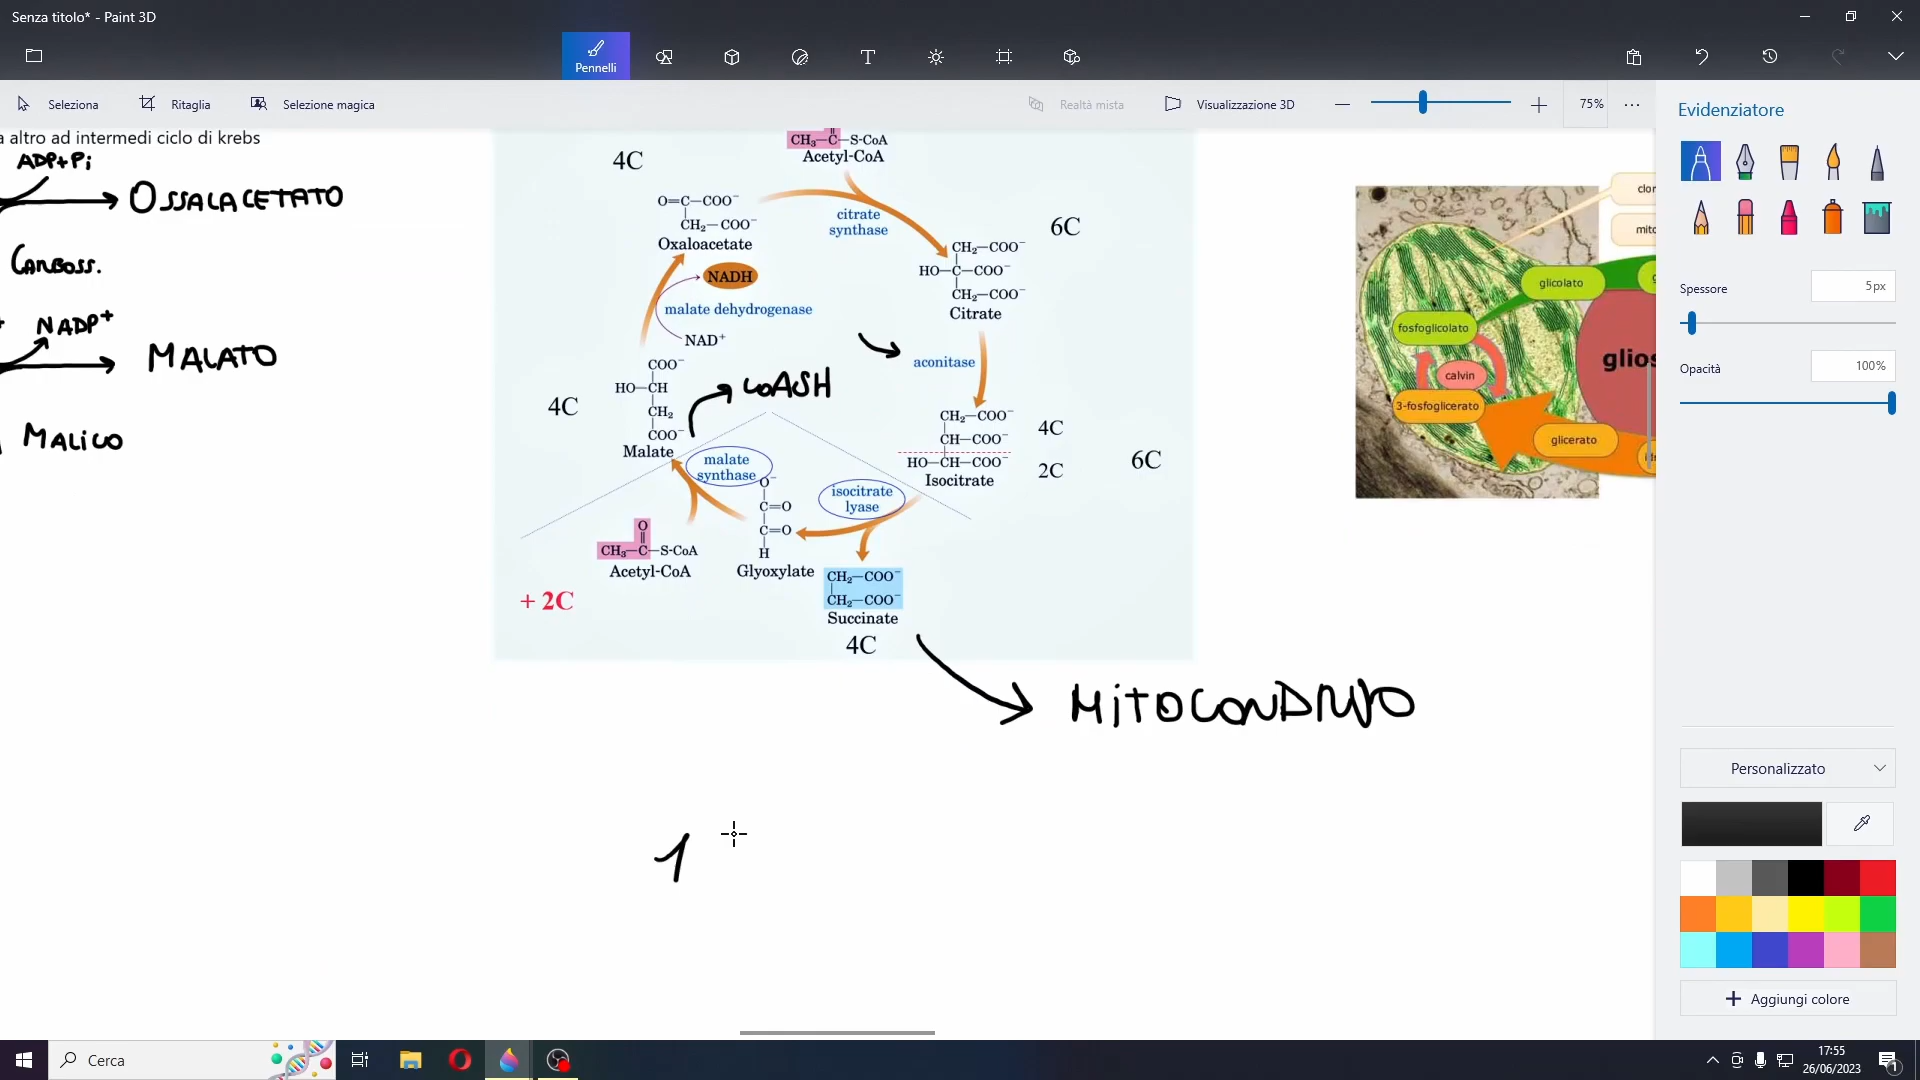 Senza titolo* - Paint 3D
Pennelli
Seleziona
Ritaglia
Selezione magica
Realtà mista
Visualizzazione 3D
75%
a altro ad intermedi ciclo di krebs
ADP+Pi
OSSALACETATO
CARBOSS.
NADP+
MALATO
MALICO
4C
CH₃—C—S-CoA
Acetyl-CoA
O=C—COO⁻
CH₂—COO⁻
Oxaloacetate
citrate
synthase
6C
CH₂—COO⁻
HO—C—COO⁻
CH₂—COO⁻
Citrate
NADH
malate dehydrogenase
NAD⁺
aconitase
COO⁻
HO—CH
CH₂
COO⁻
Malate
4C
COASH
CH₂—COO⁻
CH—COO⁻
HO—CH—COO⁻
Isocitrate
4C
2C
6C
malate
synthase
isocitrate
lyase
O⁻
C=O
C=O
H
Glyoxylate
O
CH₃—C—S-CoA
Acetyl-CoA
+ 2C
CH₂—COO⁻
CH₂—COO⁻
Succinate
4C
MITOCONDRIO
1
clor
mito
glicolato
g
fosfoglicolato
calvin
3-fosfoglicerato
glicerato
glios
Evidenziatore
Spessore
5px
Opacità
100%
Personalizzato
Aggiungi colore
Cerca
17:55
26/06/2023
1